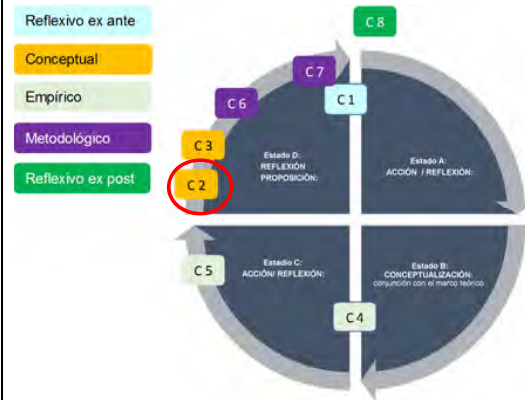 Reflexivo ex ante
Conceptual
Empírico
Metodológico
Reflexivo ex post
C 8
C 7
C 1
C 6
C 3
C 2
Estado D:
REFLEXIÓN
PROPOSICIÓN:
Estado A:
ACCIÓN / REFLEXIÓN:
C 5
Estadio C:
ACCIÓN/ REFLEXIÓN:
Estado B:
CONCEPTUALIZACIÓN:
conjunción con el marco teórico
C 4